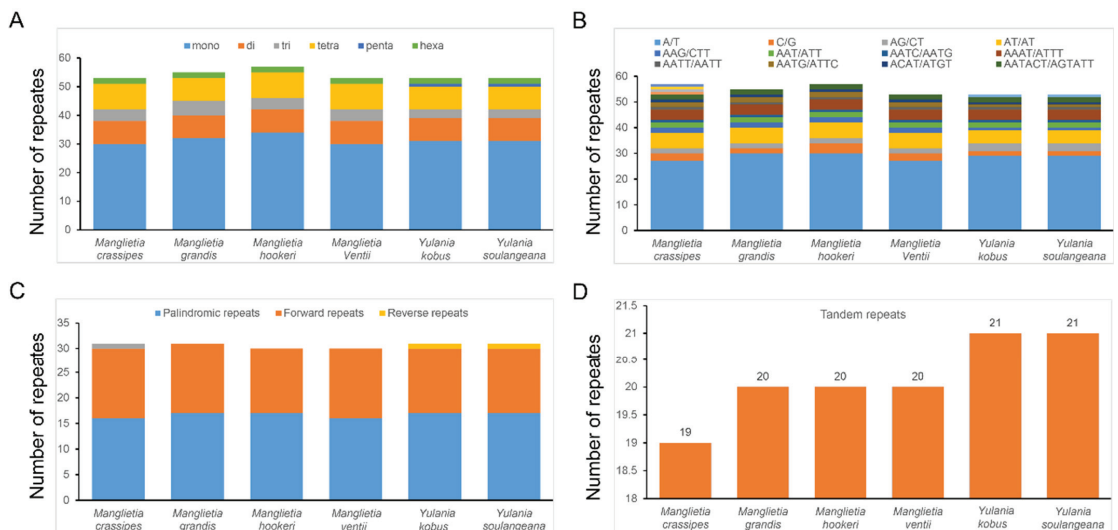 A
mono di tri tetra penta hexa
Number of repeates
60
50
40
30
20
10
0
Manglietia crassipes
Manglietia grandis
Manglietia hookeri
Manglietia Ventii
Yulania kobus
Yulania soulangeana
B
A/T C/G AG/CT AT/AT
AAG/CTT AAT/ATT AATC/AATG AAAT/ATTT
AATT/AATT AATG/ATTC ACAT/ATGT AATACT/AGTATT
Number of repeates
60
50
40
30
20
10
0
Manglietia crassipes
Manglietia grandis
Manglietia hookeri
Manglietia Ventii
Yulania kobus
Yulania soulangeana
C
Palindromic repeats Forward repeats Reverse repeats
Number of repeates
35
30
25
20
15
10
5
0
Manglietia crassipes
Manglietia grandis
Manglietia hookeri
Manglietia ventii
Yulania kobus
Yulania soulangeana
D
Tandem repeats
Number of repeates
21.5
21
20.5
20
19.5
19
18.5
18
19
20
20
20
21
21
Manglietia crassipes
Manglietia grandis
Manglietia hookeri
Manglietia ventii
Yulania kobus
Yulania soulangeana